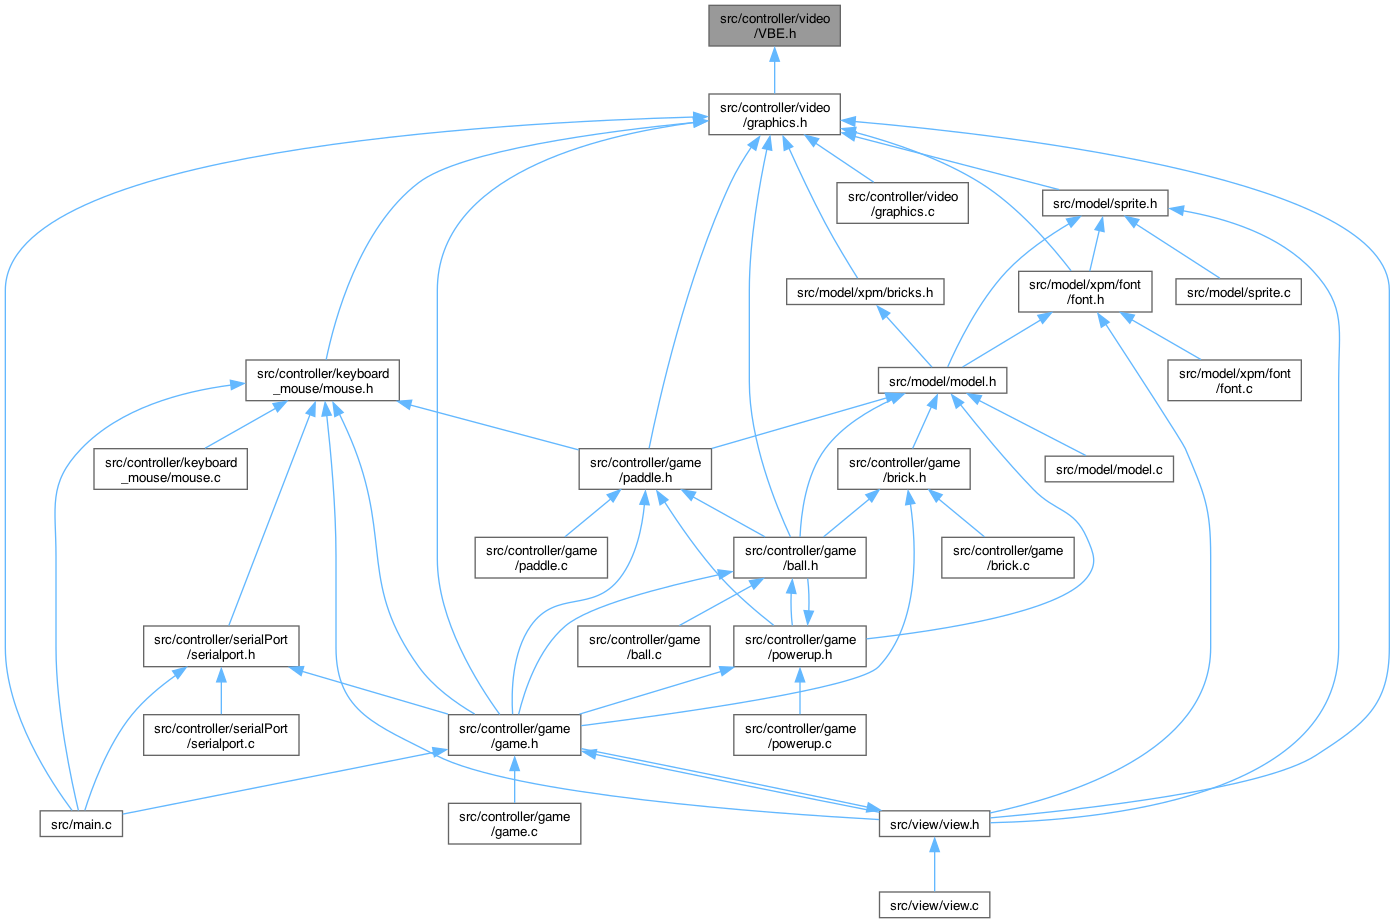 src/controller/video
/VBE.h
src/controller/video
/graphics.h
src/controller/video
/graphics.c
src/model/sprite.h
src/model/xpm/bricks.h
src/model/xpm/font
/font.h
src/model/sprite.c
src/controller/keyboard
_mouse/mouse.h
src/model/model.h
src/model/xpm/font
/font.c
src/controller/keyboard
_mouse/mouse.c
src/controller/game
/paddle.h
src/controller/game
/brick.h
src/model/model.c
src/controller/game
/paddle.c
src/controller/game
/ball.h
src/controller/game
/brick.c
src/controller/serialPort
/serialport.h
src/controller/game
/ball.c
src/controller/game
/powerup.h
src/controller/serialPort
/serialport.c
src/controller/game
/game.h
src/controller/game
/powerup.c
src/main.c
src/controller/game
/game.c
src/view/view.h
src/view/view.c